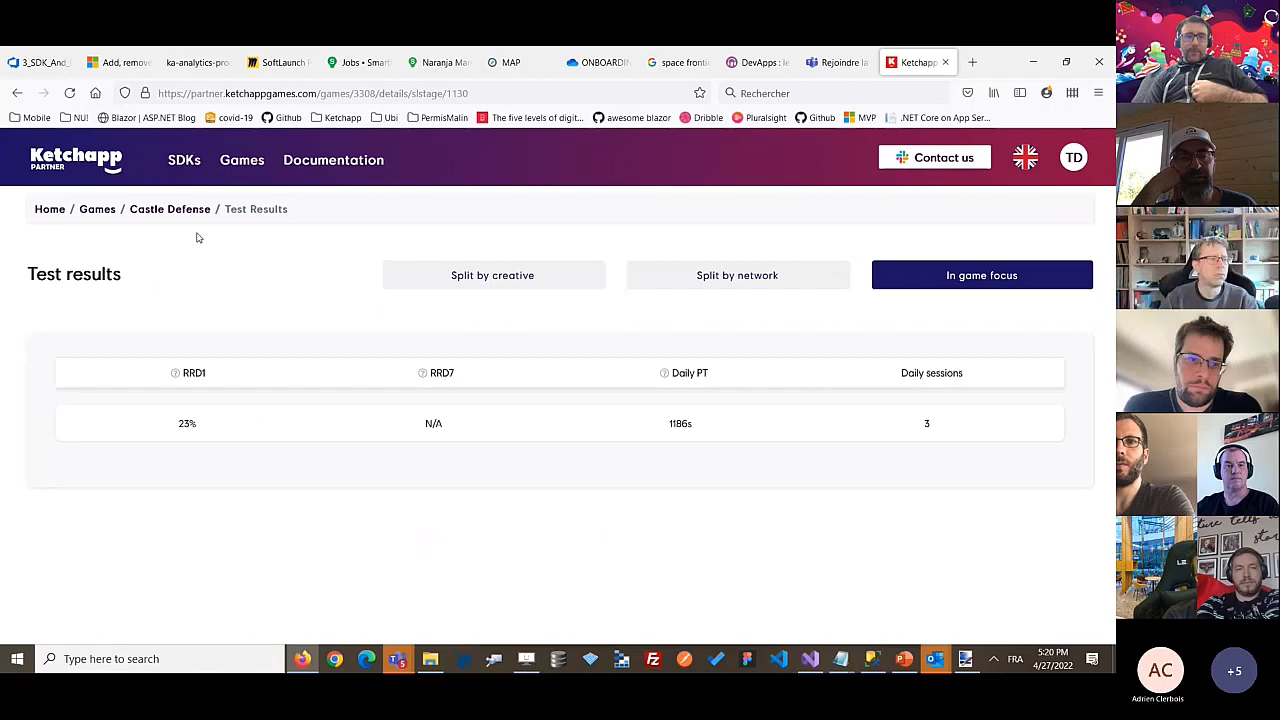 3_SDK_And_
Add, remove
ka-analytics-pro
SoftLaunch
Jobs • Smart
Naranja M
MAP
ONBOARDIN
space fronti
DevApps : le
Rejoindre la
Ketchapp
https://partner.ketchappgames.com/games/3308/details/slstage/1130
Rechercher
Mobile
NU!
Blazor | ASP.NET Blog
covid-19
Github
Ketchapp
Ubi
PermisMalin
The five levels of digit...
awesome blazor
Dribble
Pluralsight
Github
MVP
.NET Core on App Ser...
Ketchapp
PARTNER
SDKs
Games
Documentation
Contact us
TD
Home / Games / Castle Defense / Test Results
Test results
Split by creative
Split by network
In game focus
RRD1 RRD7 Daily PT Daily sessions
23% N/A 1186s 3
Type here to search
FRA
5:20 PM
4/27/2022
AC
Adrien Clerbois
+5